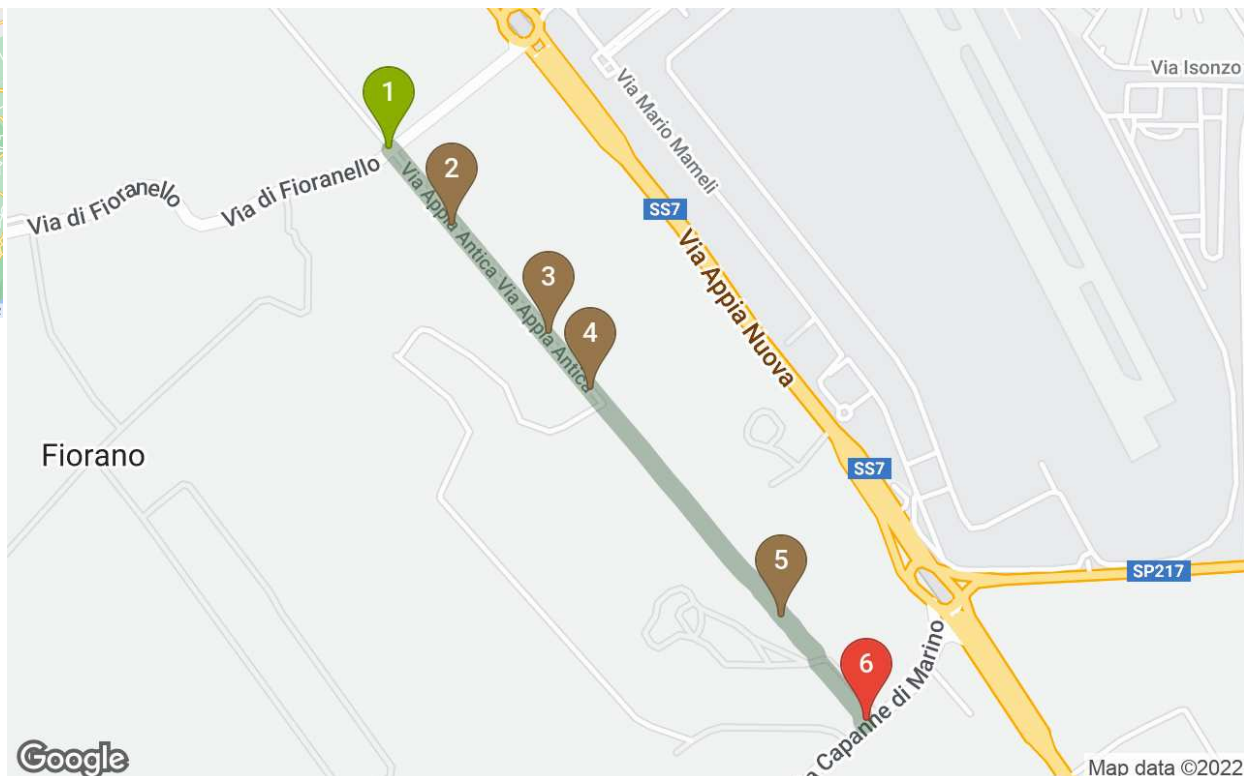 1
Via Isonzo
Via Mario Mameli
2
Via di Fioranello
Via di Fioranello
SS7
Via Appia Antica
Via Appia Antica
Via Appia Nuova
3
4
Fiorano
SS7
5
SP217
6
Capanne di Marino
Google
Map data ©2022